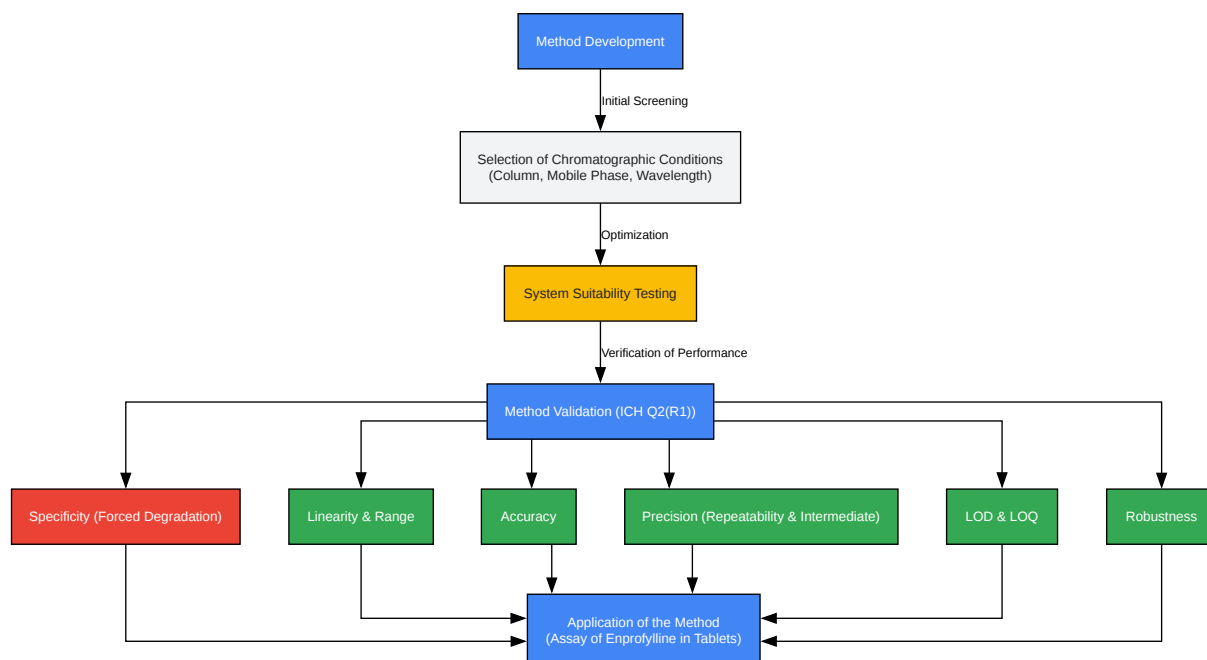 Method Development
Initial Screening
Selection of Chromatographic Conditions
(Column, Mobile Phase, Wavelength)
Optimization
System Suitability Testing
Verification of Performance
Method Validation (ICH Q2(R1))
Specificity (Forced Degradation)
Linearity & Range
Accuracy
Precision (Repeatability & Intermediate)
LOD & LOQ
Robustness
Application of the Method
(Assay of Enprofylline in Tablets)